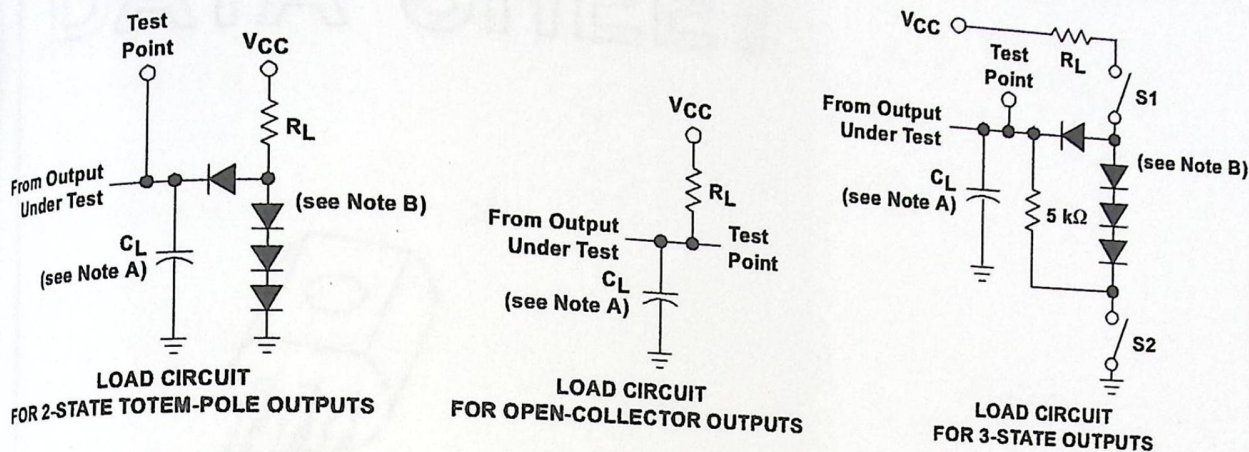 Test
Point
VCC
RL
From Output
Under Test
(see Note B)
CL
(see Note A)
LOAD CIRCUIT
FOR 2-STATE TOTEM-POLE OUTPUTS
VCC
RL
From Output
Under Test
Test
Point
CL
(see Note A)
LOAD CIRCUIT
FOR OPEN-COLLECTOR OUTPUTS
VCC
RL
Test
Point
S1
From Output
Under Test
(see Note B)
CL
(see Note A)
5 kΩ
S2
LOAD CIRCUIT
FOR 3-STATE OUTPUTS